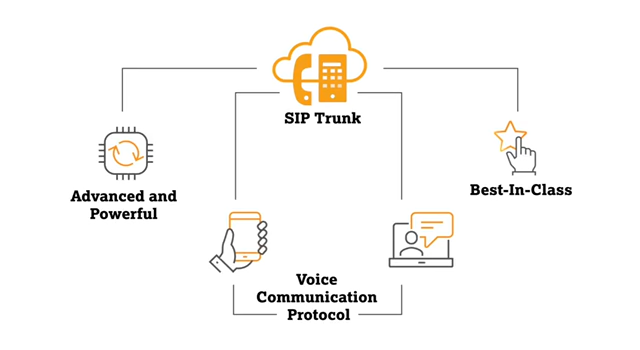 SIP Trunk
Advanced and
Powerful
Best-In-Class
Voice
Communication
Protocol